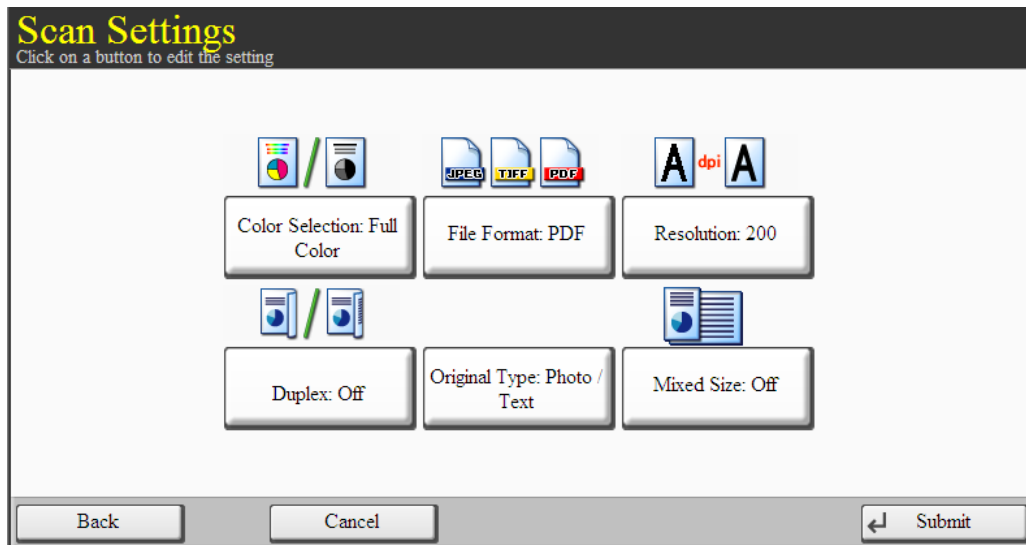 Scan Settings
Click on a button to edit the setting
JPEG TIFF PDF
A dpi A
Color Selection: Full
Color
File Format: PDF
Resolution: 200
Duplex: Off
Original Type: Photo /
Text
Mixed Size: Off
Back
Cancel
Submit